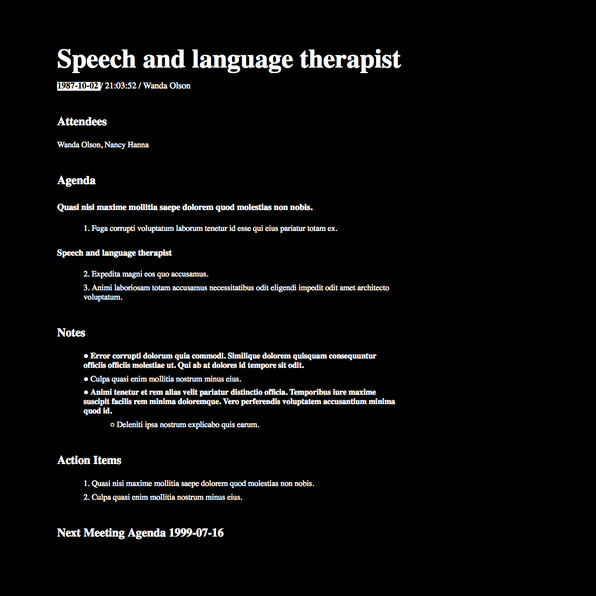 Speech and language therapist
1987-10-02/ 21:03:52 / Wanda Olson
Attendees
Wanda Olson, Nancy Hanna
Agenda
Quasi nisi maxime mollitia saepe dolorem quod molestias non nobis.
1. Fuga corrupti voluptatum laborum tenetur id esse qui eius pariatur totam ex.
Speech and language therapist
2. Expedita magni eos quo accusamus.
3. Animi laboriosam totam accusamus necessitatibus odit eligendi impedit odit amet architecto
voluptatum.
Notes
● Error corrupti dolorum quia commodi. Similique dolorem quisquam consequuntur
officiis officiis molestiae ut. Qui ab at dolores id tempore sit odit.
● Culpa quasi enim mollitia nostrum minus eius.
● Animi tenetur et rem alias velit pariatur distinctio officia. Temporibus iure maxime
suscipit facilis rem minima doloremque. Vero perferendis voluptatem accusantium minima
quod id.
○ Deleniti ipsa nostrum explicabo quis earum.
Action Items
1. Quasi nisi maxime mollitia saepe dolorem quod molestias non nobis.
2. Culpa quasi enim mollitia nostrum minus eius.
Next Meeting Agenda 1999-07-16